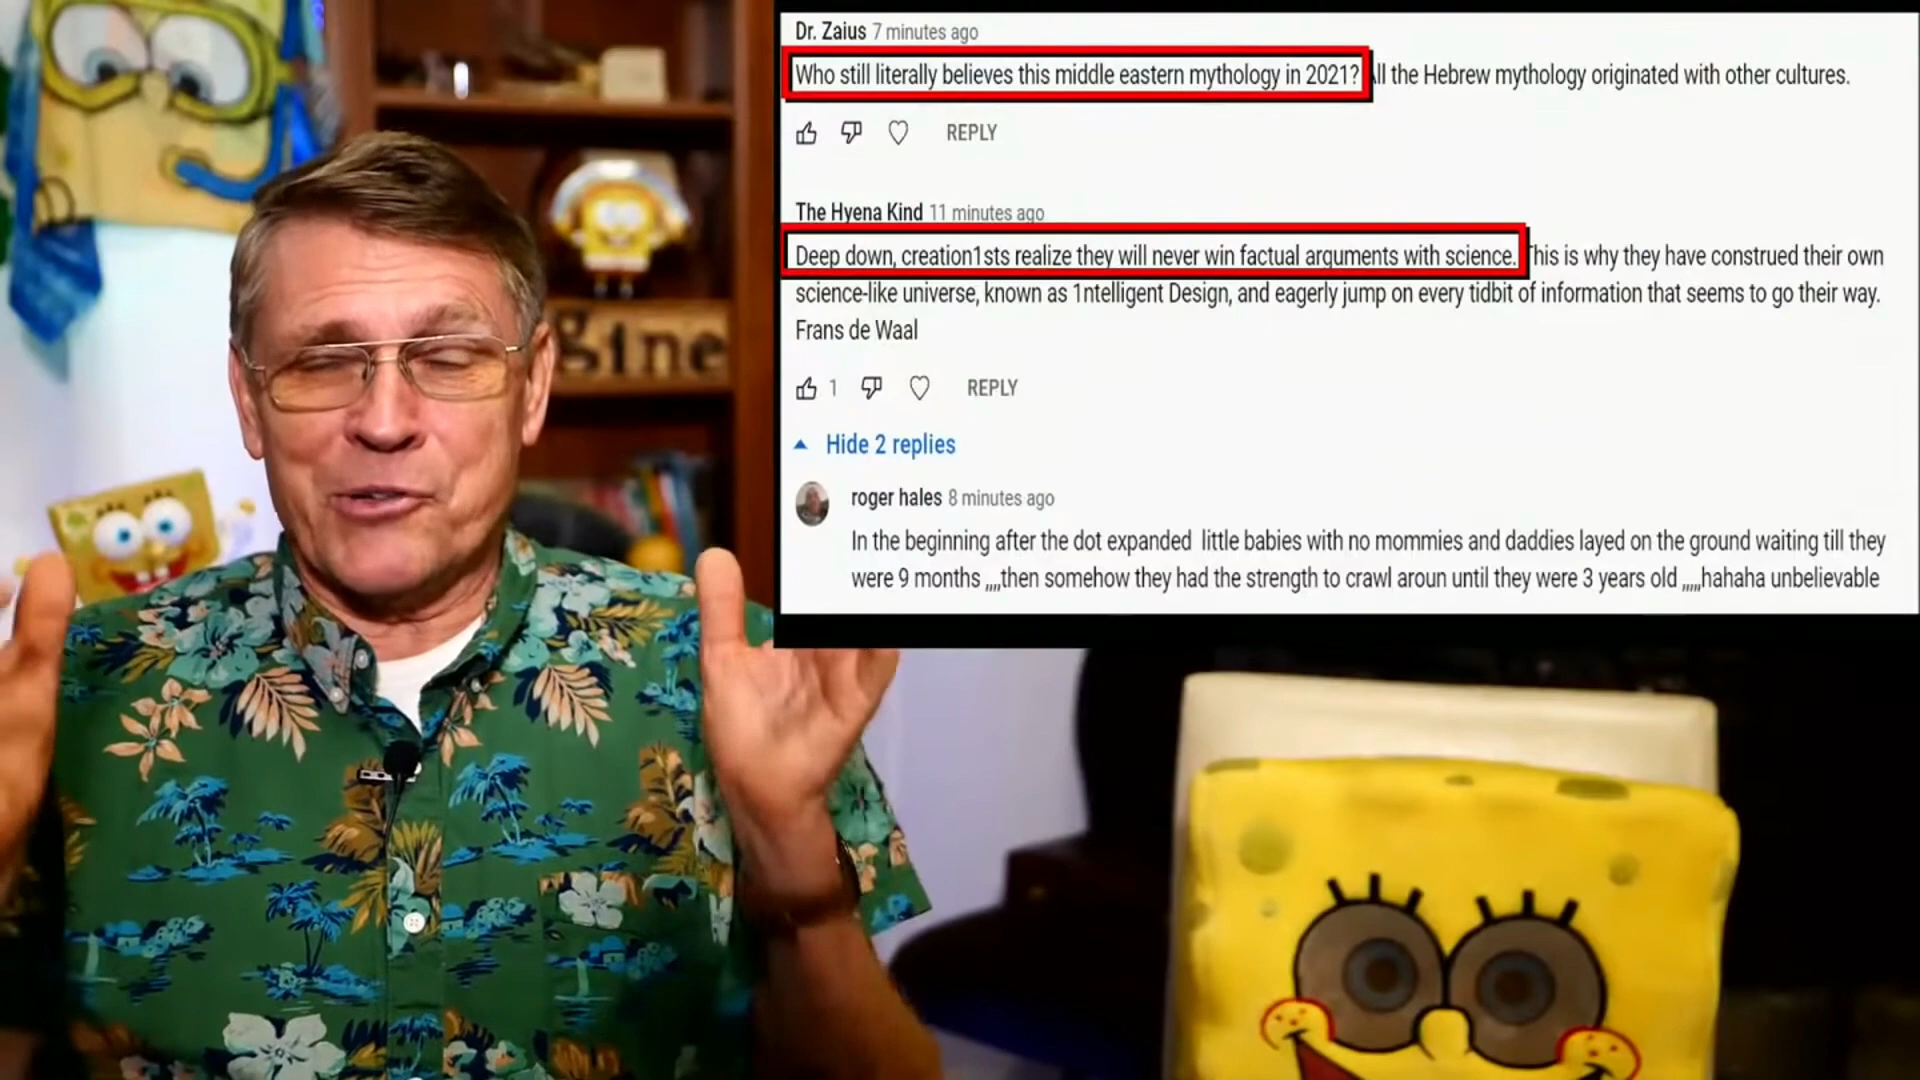 Dr. Zaius 7 minutes ago
Who still literally believes this middle eastern mythology in 2021? ll the Hebrew mythology originated with other cultures.
REPLY
The Hyena Kind 11 minutes ago
Deep down, creation1sts realize they will never win factual arguments with science. his is why they have construed their own
science-like universe, known as 1ntelligent Design, and eagerly jump on every tidbit of information that seems to go their way.
Frans de Waal
1 REPLY
Hide 2 replies
roger hales 8 minutes ago
In the beginning after the dot expanded little babies with no mommies and daddies layed on the ground waiting till they
were 9 months ,,,,then somehow they had the strength to crawl aroun until they were 3 years old ,,,,,hahaha unbelievable
gine